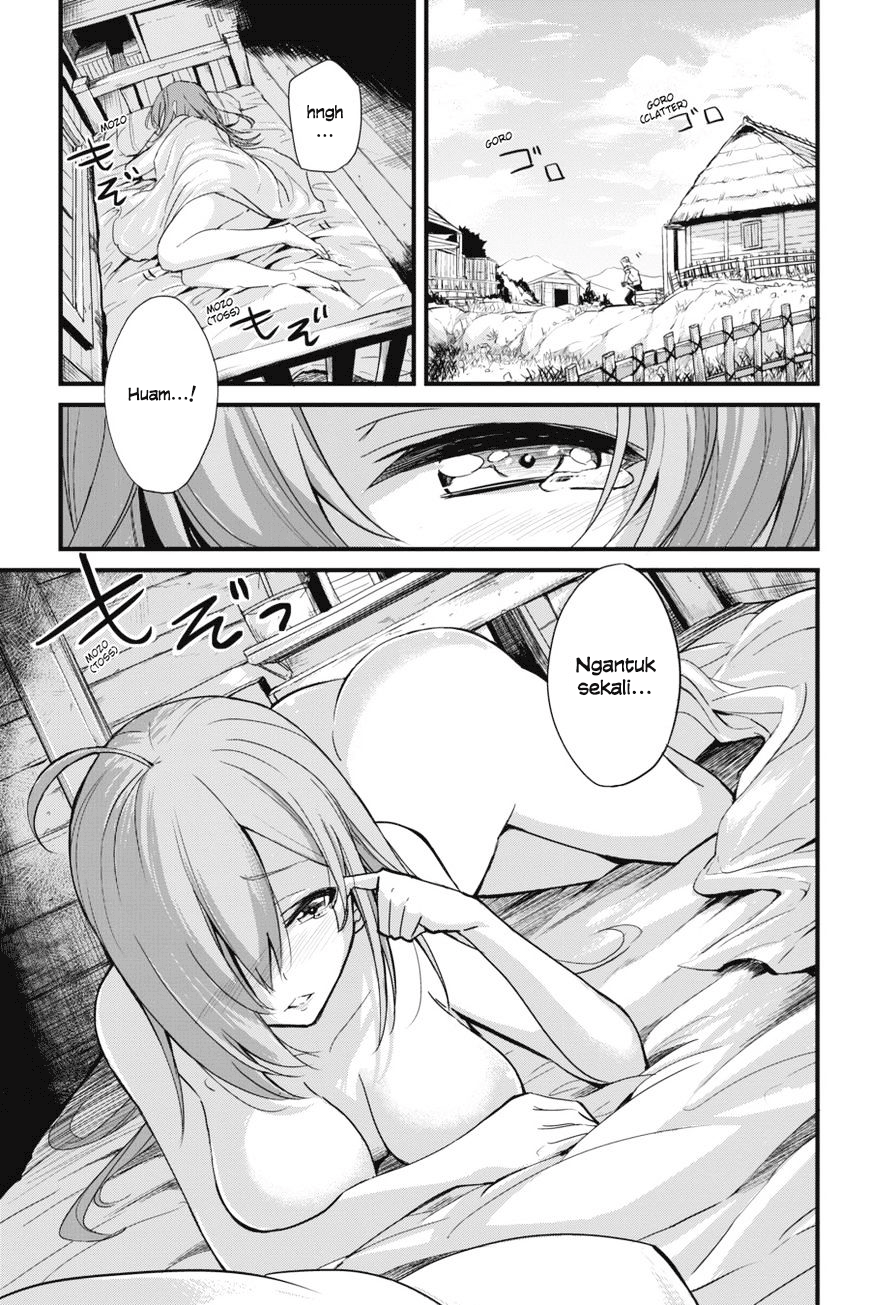 GORO
(CLATTER)
ゴロ
GORO
ゴロ
hngh
...
MOZO
もぞ
MOZO
(TOSS)
もぞ
Huam...!
Ngantuk
sekali...
MOZO
(TOSS)
もぞっ